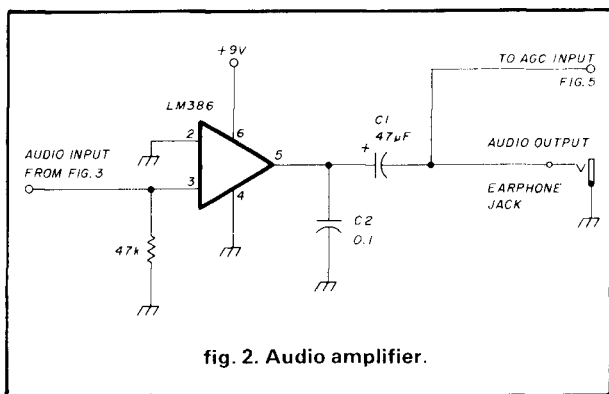 +9V
TO AGC INPUT
FIG. 5
LM386
C1
47µF
2
6
+
AUDIO INPUT
FROM FIG. 3
5
AUDIO OUTPUT
3
4
EARPHONE
JACK
C2
0.1
47k
fig. 2. Audio amplifier.